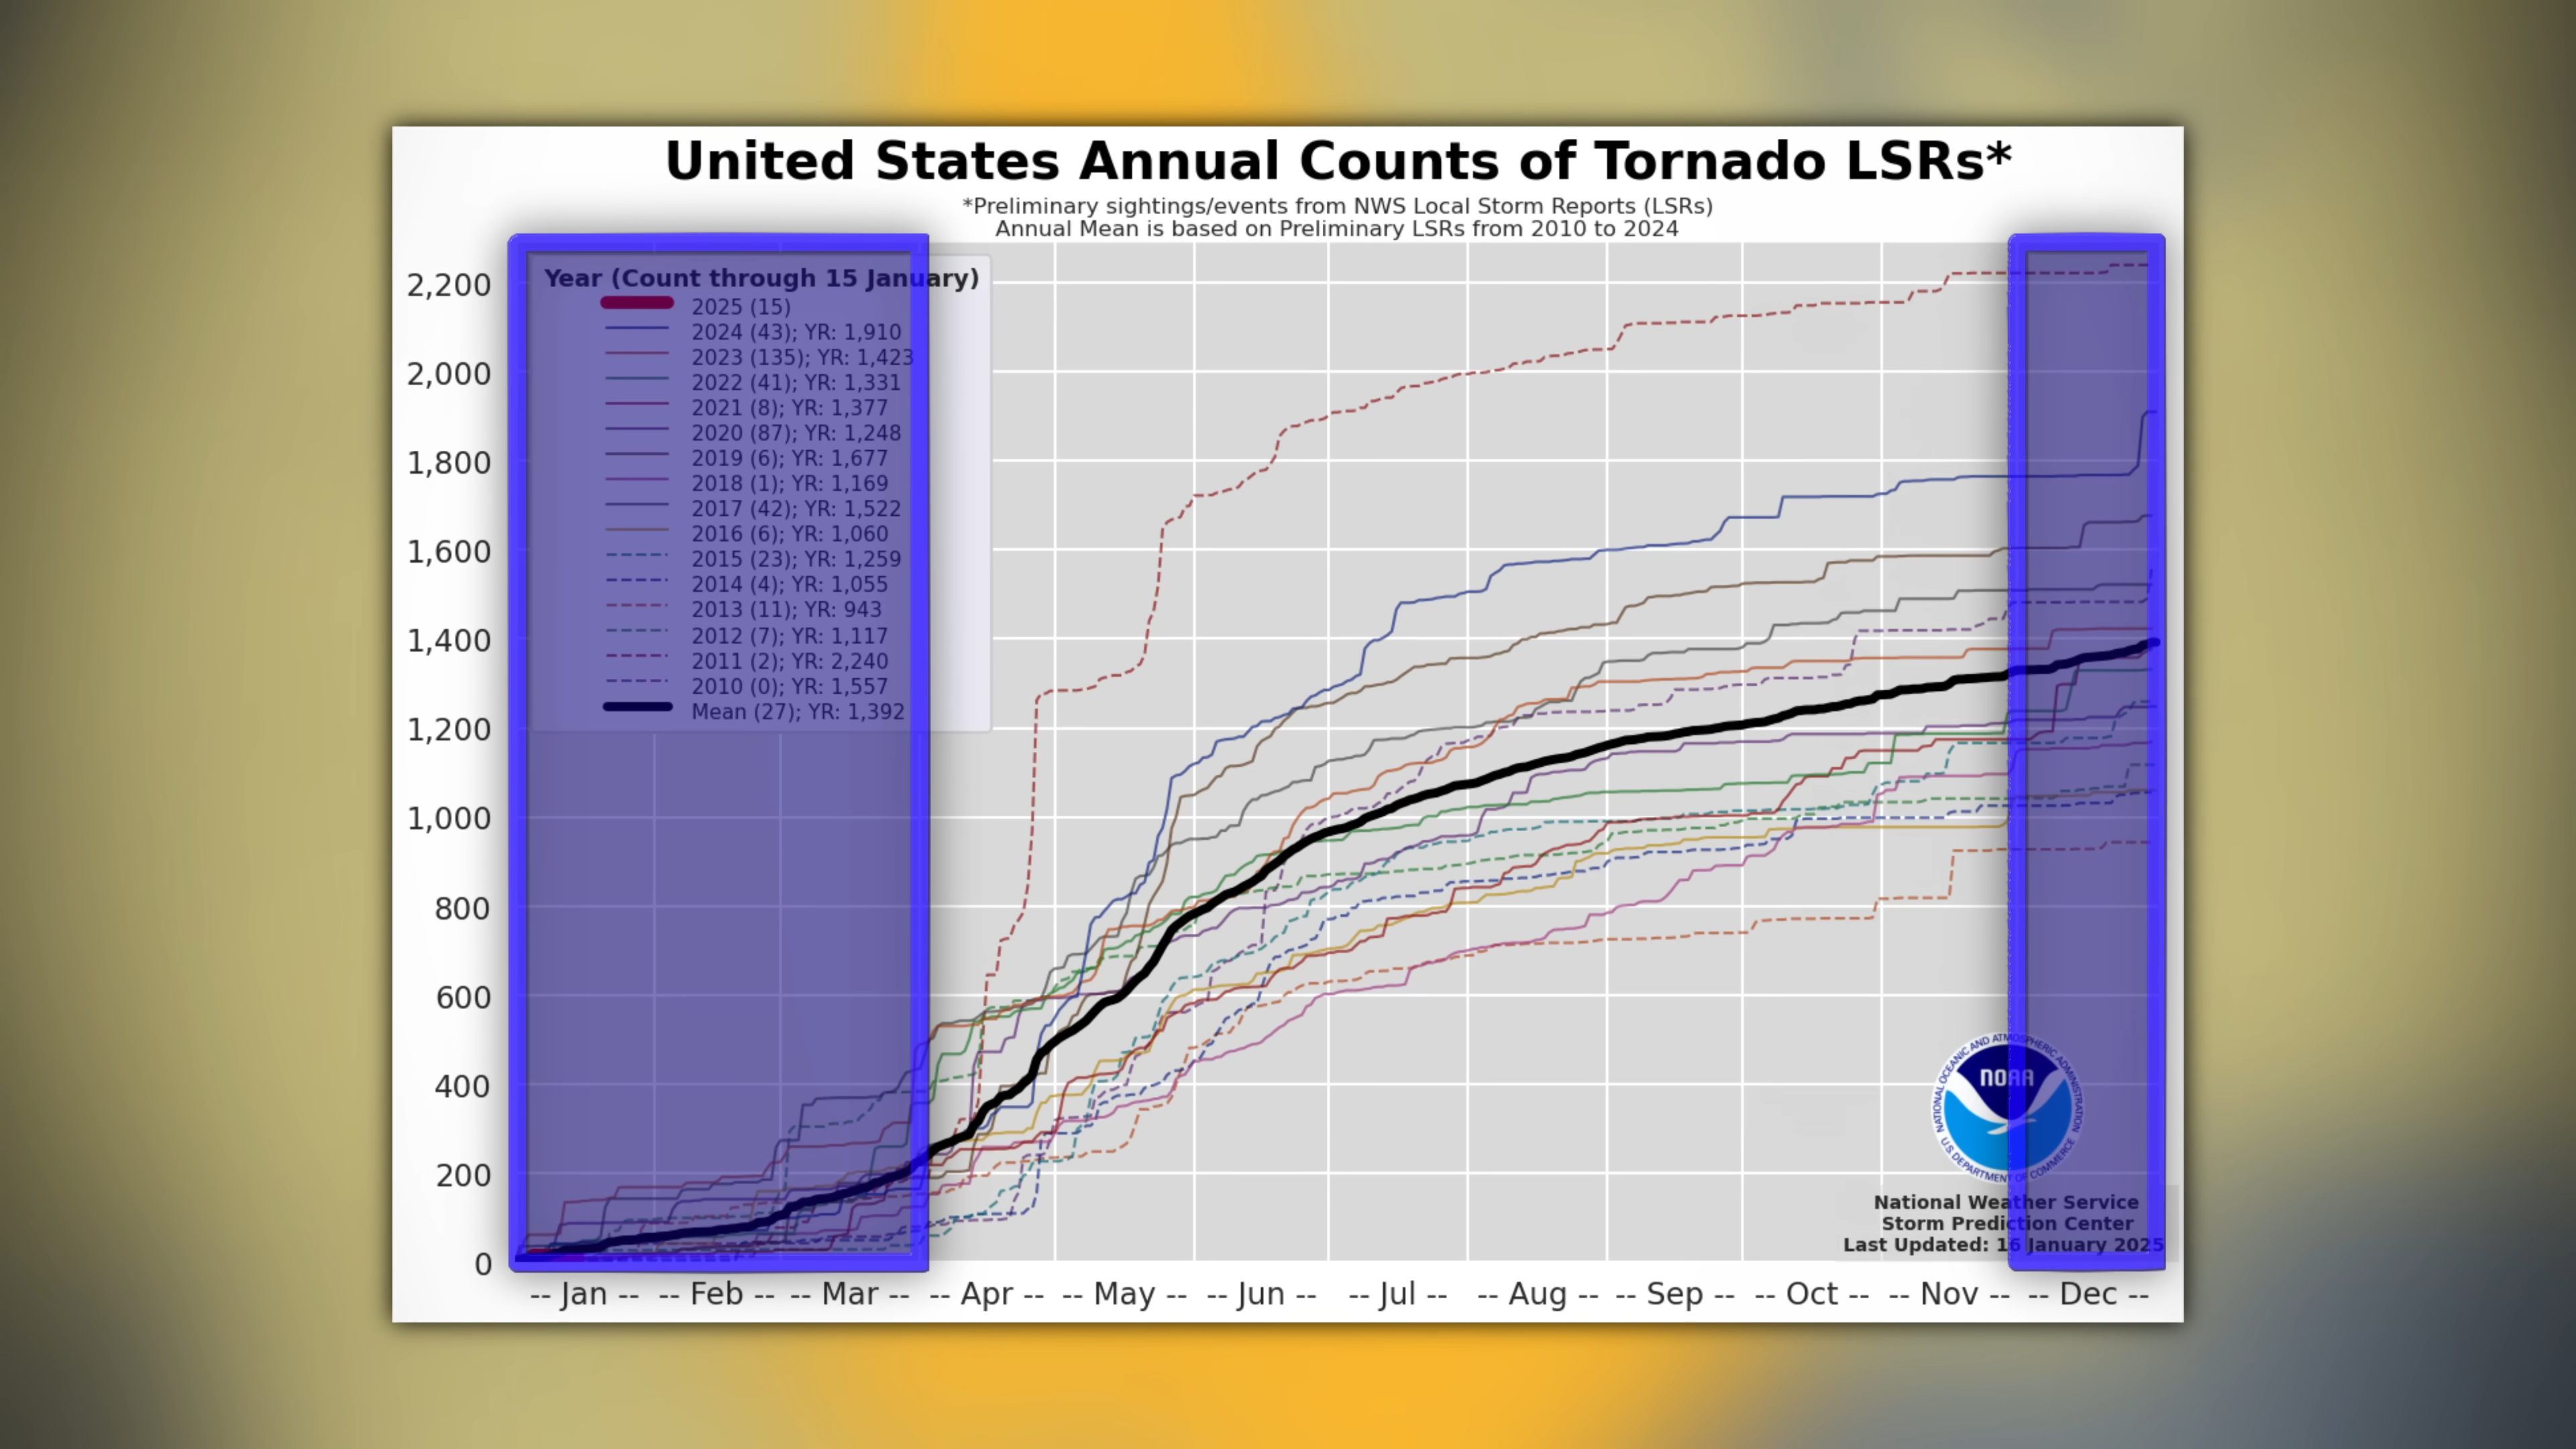 United States Annual Counts of Tornado LSRs*
*Preliminary sightings/events from NWS Local Storm Reports (LSRs)
Annual Mean is based on Preliminary LSRs from 2010 to 2024
Year (Count through 15 January)
2025 (15)
2024 (43); YR: 1,910
2023 (135); YR: 1,423
2022 (41); YR: 1,331
2021 (8); YR: 1,377
2020 (87); YR: 1,248
2019 (6); YR: 1,677
2018 (1); YR: 1,169
2017 (42); YR: 1,522
2016 (6); YR: 1,060
2015 (23); YR: 1,259
2014 (4); YR: 1,055
2013 (11); YR: 943
2012 (7); YR: 1,117
2011 (2); YR: 2,240
2010 (0); YR: 1,557
Mean (27); YR: 1,392
2,200
2,000
1,800
1,600
1,400
1,200
1,000
800
600
400
200
0
NATIONAL OCEANIC AND ATMOSPHERIC ADMINISTRATION
NOAA
U.S. DEPARTMENT OF COMMERCE
National Weather Service
Storm Prediction Center
Last Updated: 16 January 2025
-- Jan -- -- Feb -- -- Mar -- -- Apr -- -- May -- -- Jun -- -- Jul -- -- Aug -- -- Sep -- -- Oct -- -- Nov -- -- Dec --